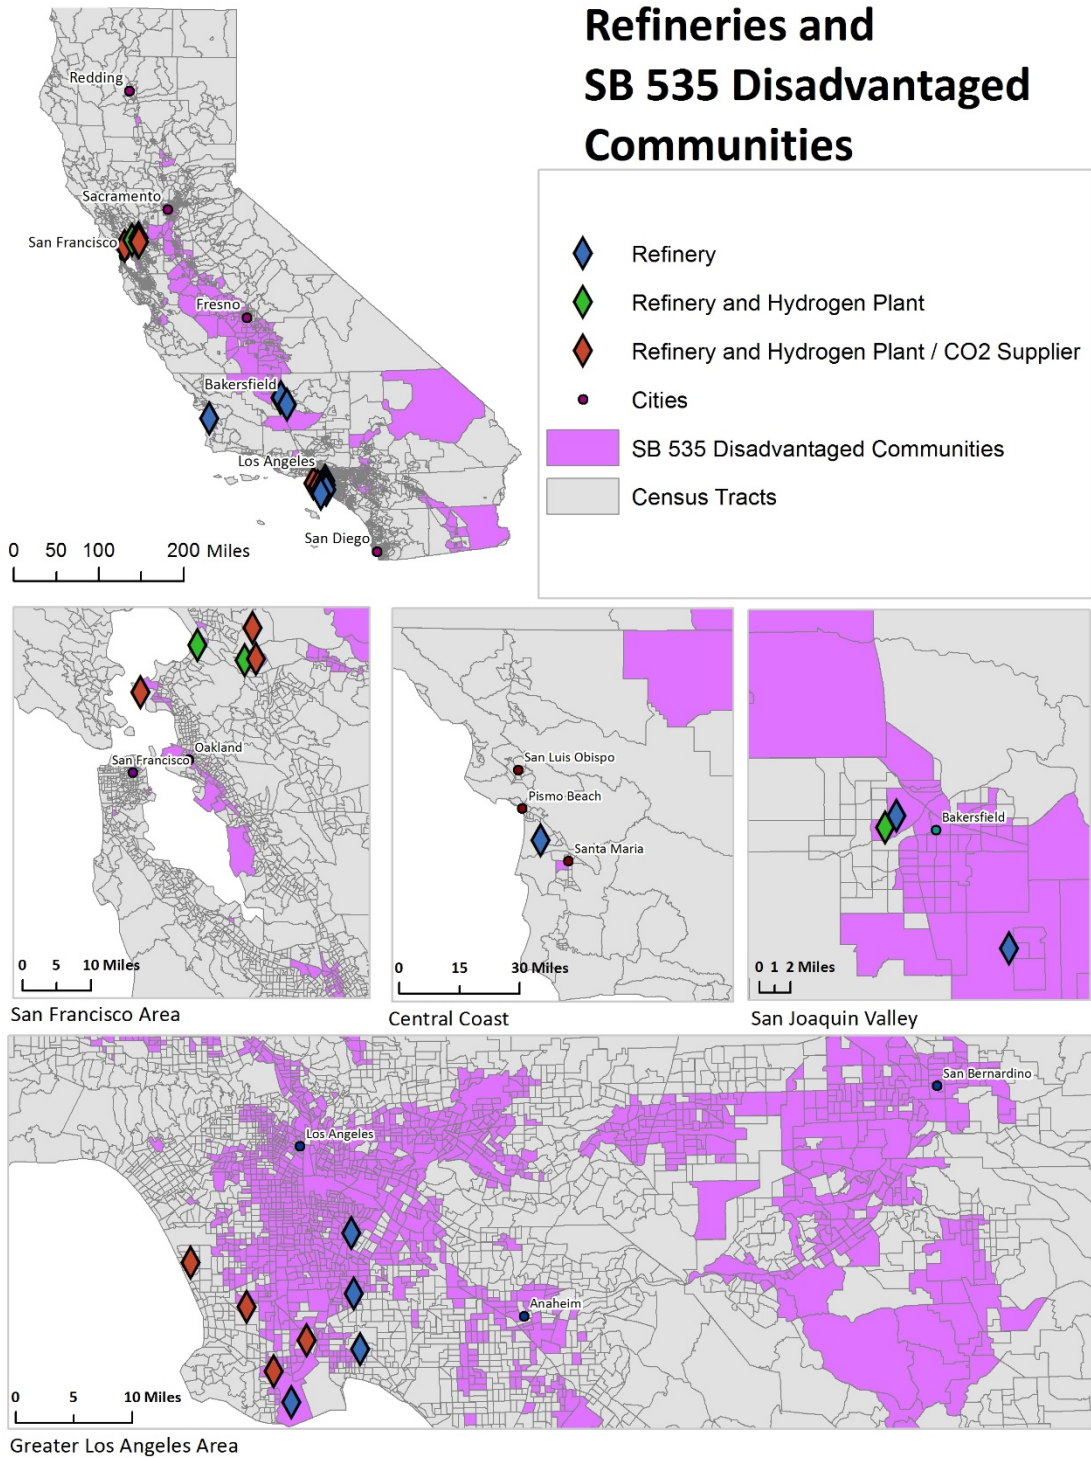 Refineries and
SB 535 Disadvantaged
Communities
Redding
Sacramento
San Francisco
Fresno
Bakersfield
Los Angeles
San Diego
0 50 100 200 Miles
Refinery
Refinery and Hydrogen Plant
Refinery and Hydrogen Plant / CO2 Supplier
Cities
SB 535 Disadvantaged Communities
Census Tracts
Oakland
San Francisco
0 5 10 Miles
San Francisco Area
San Luis Obispo
Pismo Beach
Santa Maria
0 15 30 Miles
Central Coast
Bakersfield
0 1 2 Miles
San Joaquin Valley
San Bernardino
Los Angeles
Anaheim
0 5 10 Miles
Greater Los Angeles Area